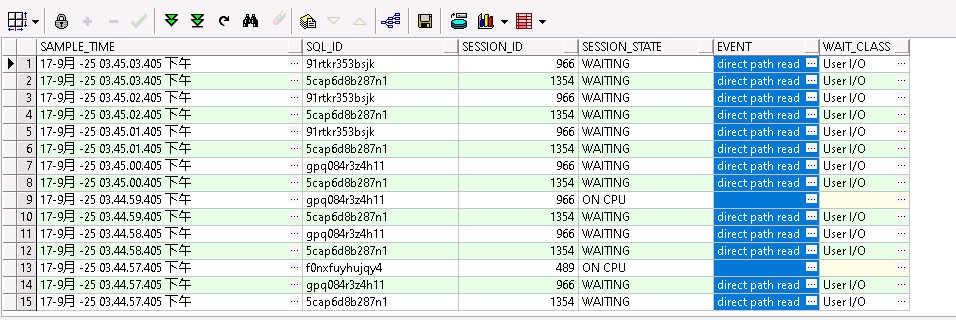 SAMPLE_TIME SQL_ID SESSION_ID SESSION_STATE EVENT WAIT_CLASS
1 17-9月 -25 03.45.03.405 下午 ... 91rtkr353bsjk ... 966 WAITING ... direct path read ... User I/O ...
2 17-9月 -25 03.45.03.405 下午 ... 5cap6d8b287n1 ... 1354 WAITING ... direct path read ... User I/O ...
3 17-9月 -25 03.45.02.405 下午 ... 91rtkr353bsjk ... 966 WAITING ... direct path read ... User I/O ...
4 17-9月 -25 03.45.02.405 下午 ... 5cap6d8b287n1 ... 1354 WAITING ... direct path read ... User I/O ...
5 17-9月 -25 03.45.01.405 下午 ... 91rtkr353bsjk ... 966 WAITING ... direct path read ... User I/O ...
6 17-9月 -25 03.45.01.405 下午 ... 5cap6d8b287n1 ... 1354 WAITING ... direct path read ... User I/O ...
7 17-9月 -25 03.45.00.405 下午 ... gpq084r3z4h11 ... 966 WAITING ... direct path read ... User I/O ...
8 17-9月 -25 03.45.00.405 下午 ... 5cap6d8b287n1 ... 1354 WAITING ... direct path read ... User I/O ...
9 17-9月 -25 03.44.59.405 下午 ... gpq084r3z4h11 ... 966 ON CPU ... ... ...
10 17-9月 -25 03.44.59.405 下午 ... 5cap6d8b287n1 ... 1354 WAITING ... direct path read ... User I/O ...
11 17-9月 -25 03.44.58.405 下午 ... gpq084r3z4h11 ... 966 WAITING ... direct path read ... User I/O ...
12 17-9月 -25 03.44.58.405 下午 ... 5cap6d8b287n1 ... 1354 WAITING ... direct path read ... User I/O ...
13 17-9月 -25 03.44.57.405 下午 ... f0nxfuyhujqy4 ... 489 ON CPU ... ... ...
14 17-9月 -25 03.44.57.405 下午 ... gpq084r3z4h11 ... 966 WAITING ... direct path read ... User I/O ...
15 17-9月 -25 03.44.57.405 下午 ... 5cap6d8b287n1 ... 1354 WAITING ... direct path read ... User I/O ...